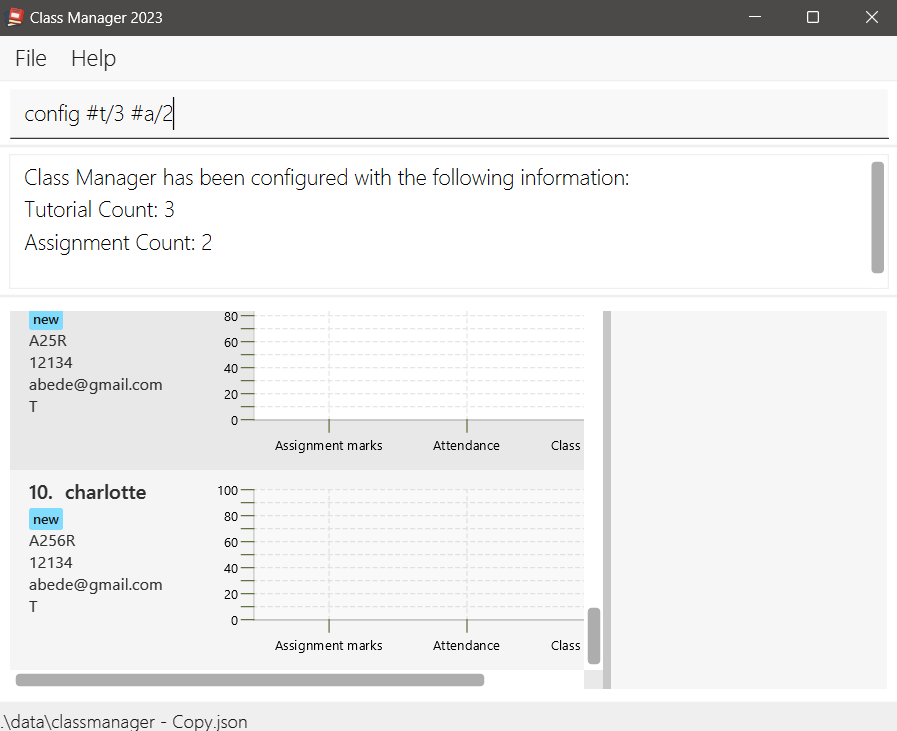 Class Manager 2023
File Help
config #t/3 #a/2
Class Manager has been configured with the following information:
Tutorial Count: 3
Assignment Count: 2
new
A25R
12134
abede@gmail.com
T
80
60
40
20
0
Assignment marks Attendance Class
10. charlotte
new
A256R
12134
abede@gmail.com
T
100
80
60
40
20
0
Assignment marks Attendance Class
.\data\classmanager - Copy.json